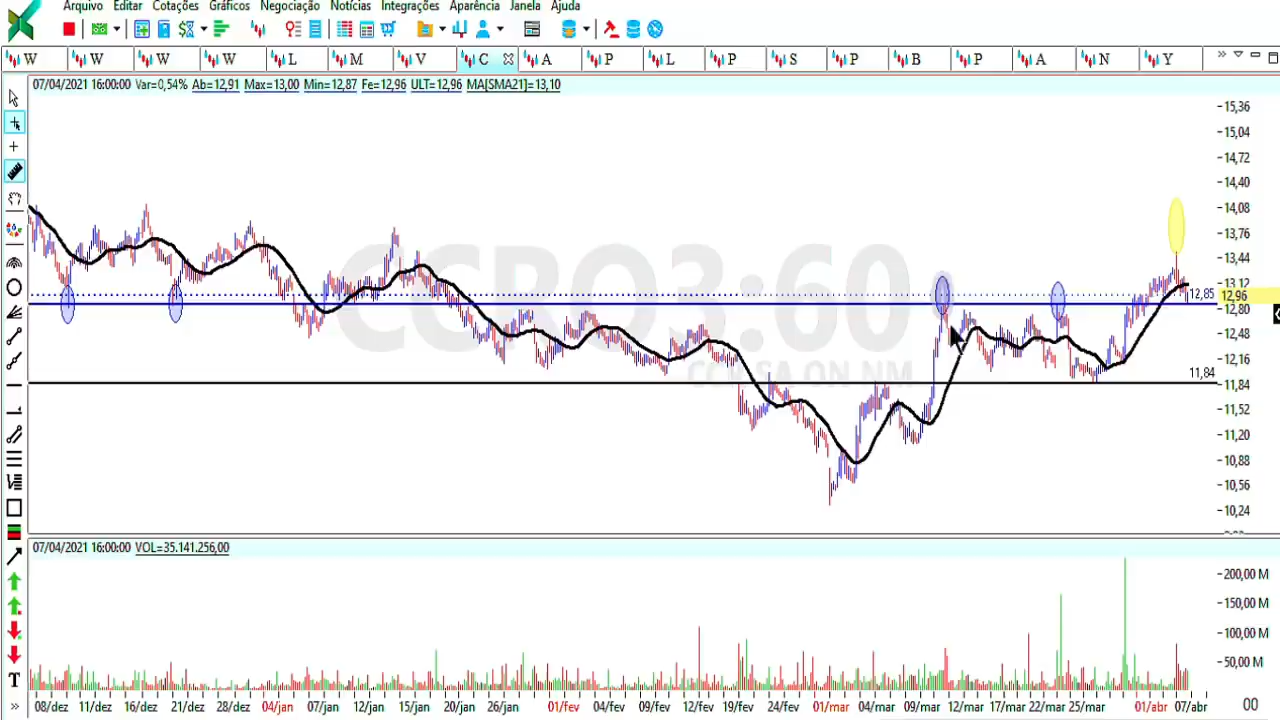 Arquivo Editar Cotações Gráficos Negociação Notícias Integrações Aparência Janela Ajuda
W W W W L M V C A P L P S P B P A N Y
07/04/2021 16:00:00 Var=0,54% Ab=12,91 Max=13,00 Min=12,87 Fe=12,96 ULT=12,96 MA[SMA21]=13,10
15,36
15,04
14,72
14,40
14,08
13,76
13,44
13,12
12,85
12,96
12,80
12,48
12,16
11,84
11,84
11,52
11,20
10,88
10,56
10,24
CCRO3:60
CCR SA ON NM
07/04/2021 16:00:00 VOL=35.141.256,00
200,00 M
150,00 M
100,00 M
50,00 M
T
08/dez 11/dez 16/dez 21/dez 28/dez 04/jan 07/jan 12/jan 15/jan 20/jan 26/jan 01/fev 04/fev 09/fev 12/fev 19/fev 24/fev 01/mar 04/mar 09/mar 12/mar 17/mar 22/mar 25/mar 01/abr 07/abr 00